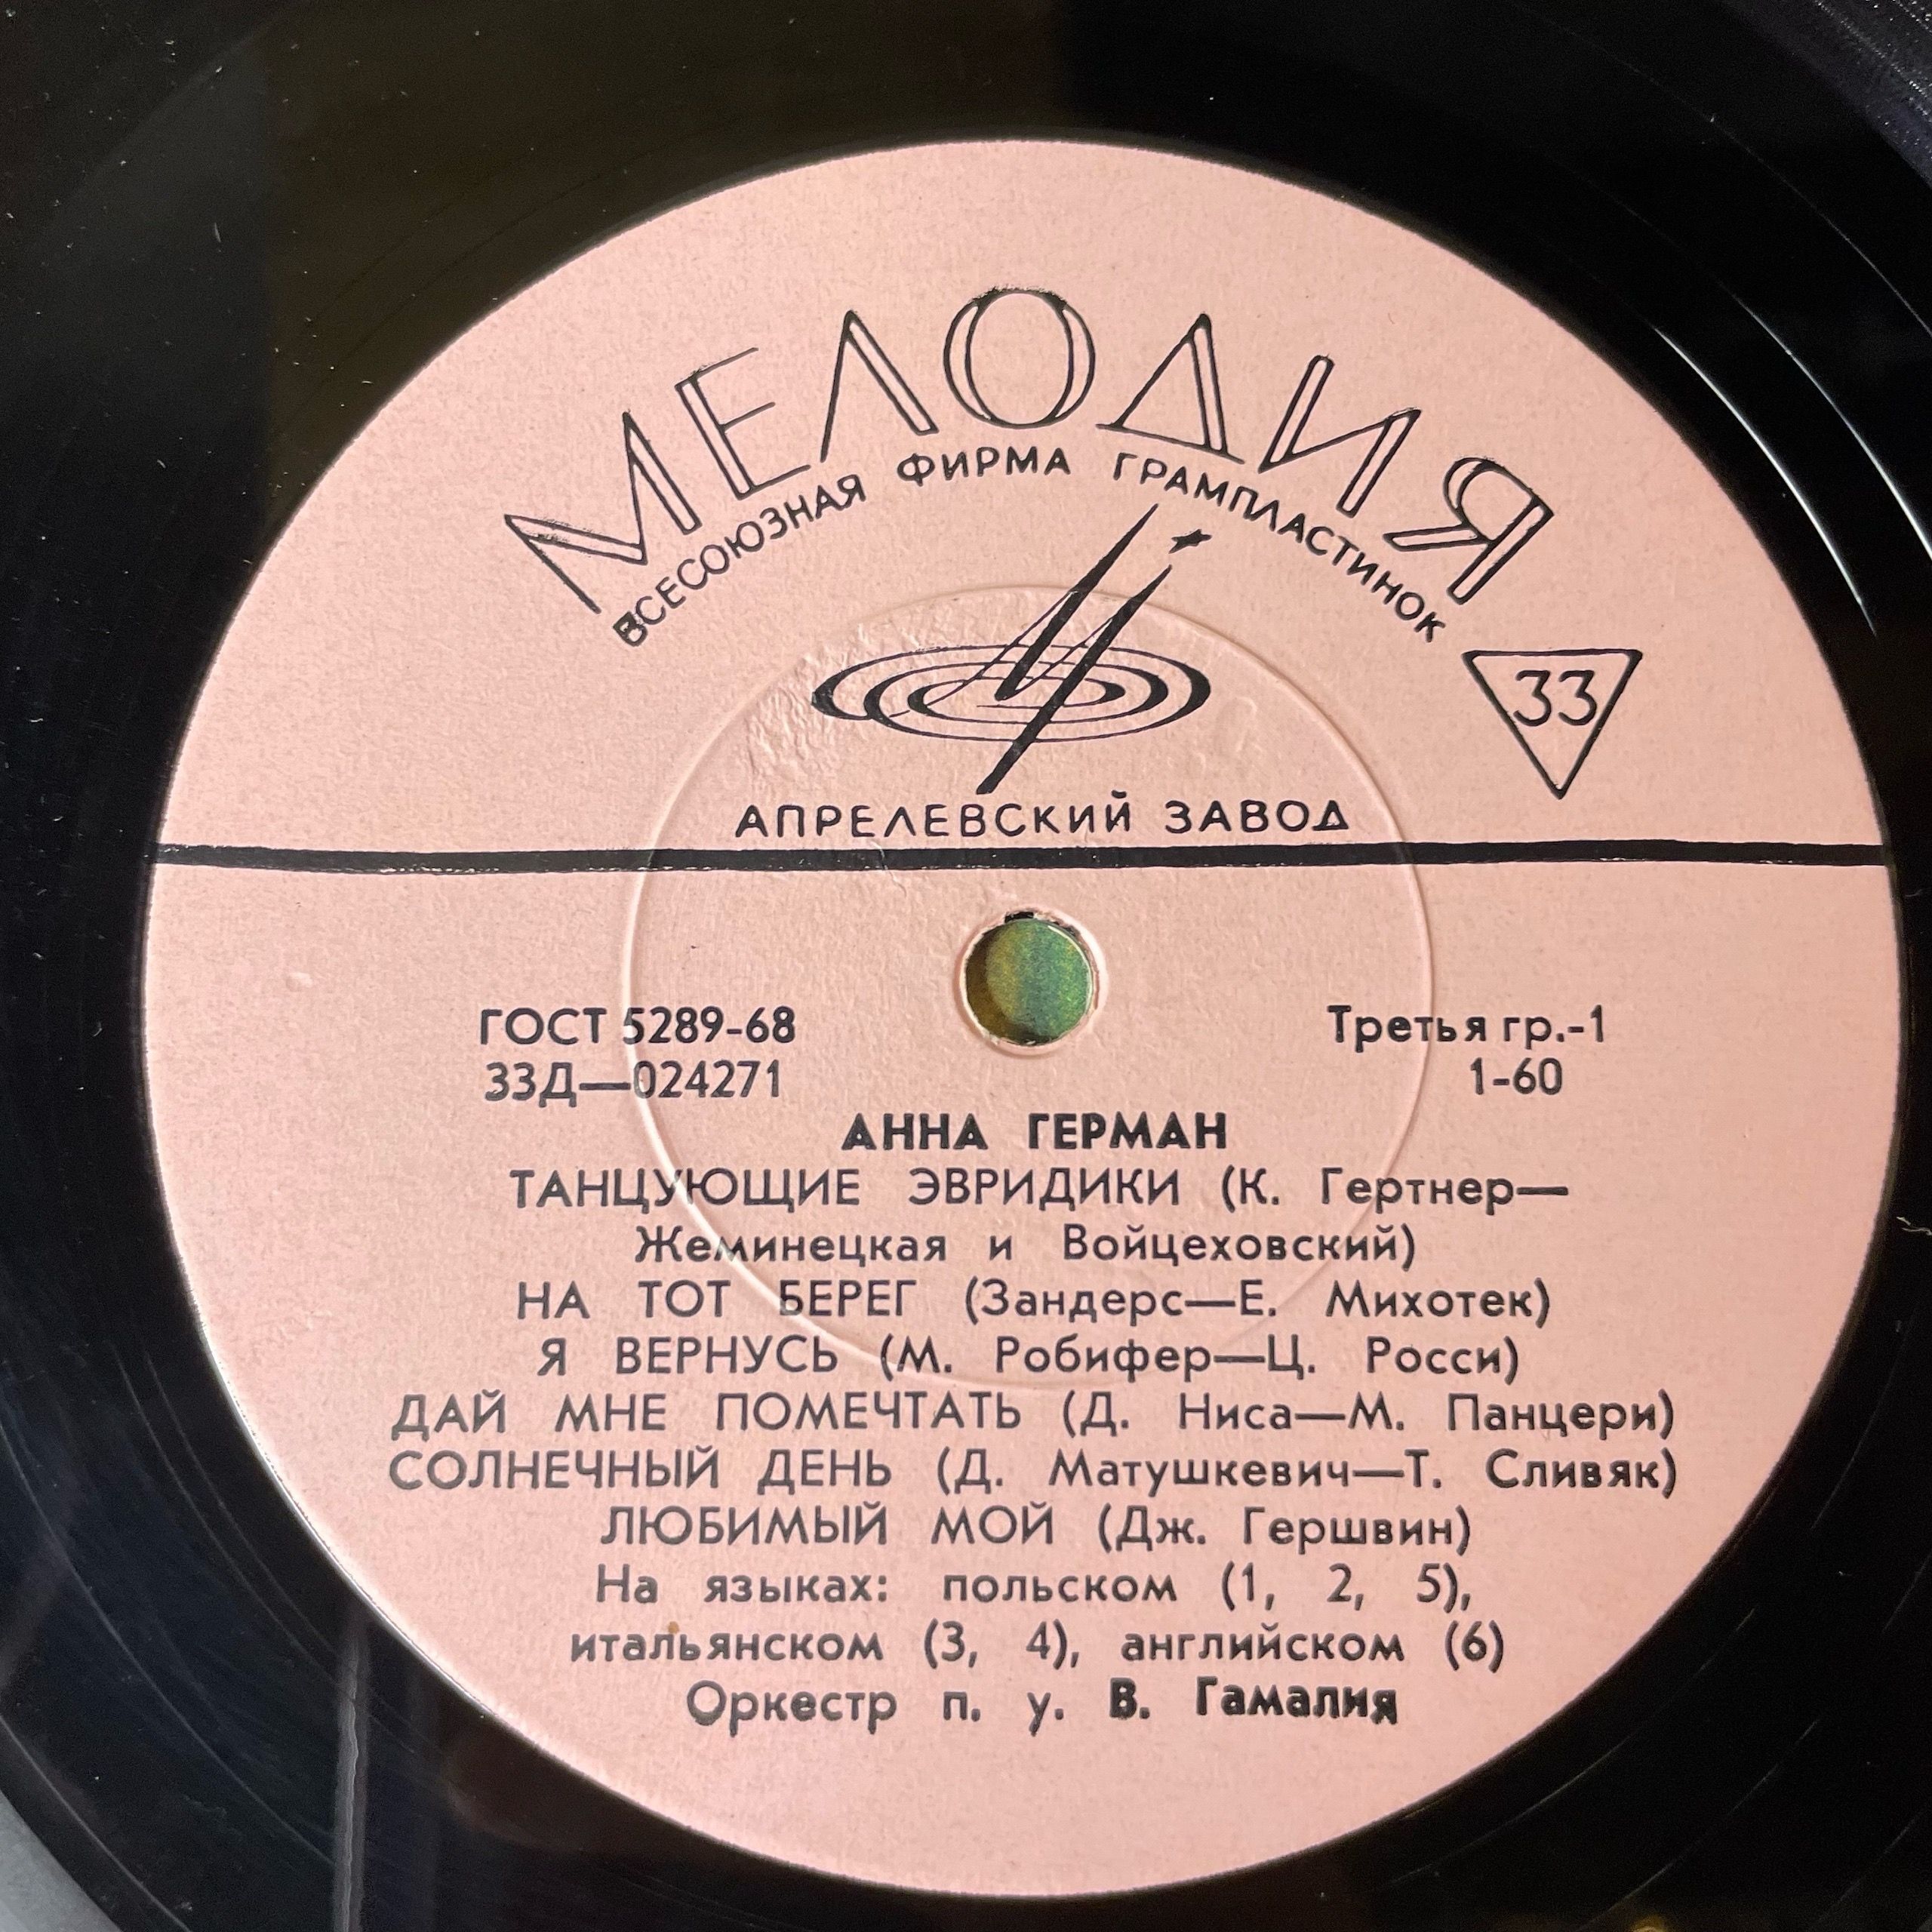 МЕЛОДИЯ
ВСЕСОЮЗНАЯ ФИРМА ГРАМПЛАСТИНОК
33
АПРЕЛЕВСКИЙ ЗАВОД
ГОСТ 5289-68
Третья гр.-1
33Д—024271
1-60
АННА ГЕРМАН
ТАНЦУЮЩИЕ ЭВРИДИКИ (К. Гертнер—
Жеминецкая и Войцеховский)
НА ТОТ БЕРЕГ (Зандерс—Е. Михотек)
Я ВЕРНУСЬ (М. Робифер—Ц. Росси)
ДАЙ МНЕ ПОМЕЧТАТЬ (Д. Ниса—М. Панцери)
СОЛНЕЧНЫЙ ДЕНЬ (Д. Матушкевич—Т. Сливяк)
ЛЮБИМЫЙ МОЙ (Дж. Гершвин)
На языках: польском (1, 2, 5),
итальянском (3, 4), английском (6)
Оркестр п. у. В. Гамалия